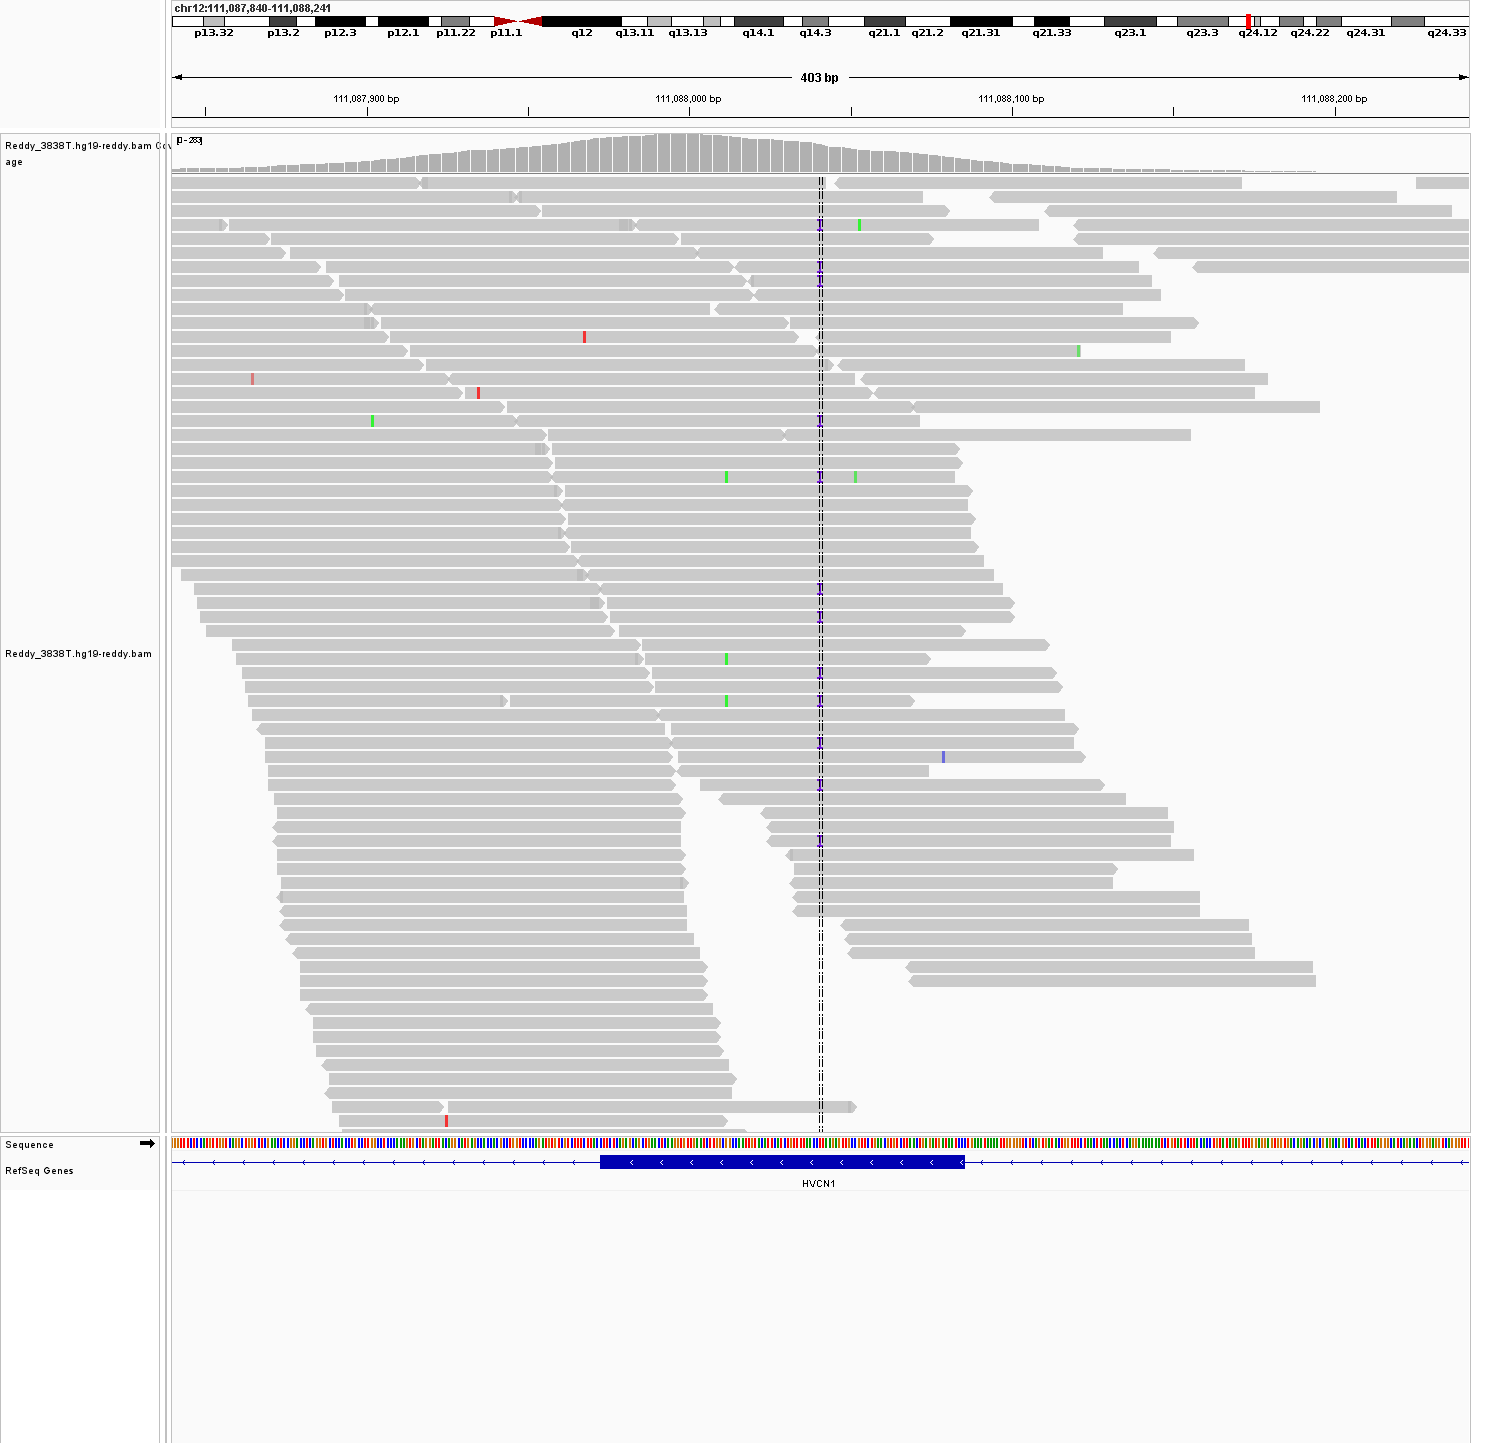 chr12:111,087,840-111,088,241
p13.32 p13.2 p12.3 p12.1 p11.22 p11.1 q12 q13.11 q13.13 q14.1 q14.3 q21.1 q21.2 q21.31 q21.33 q23.1 q23.3 q24.12 q24.22 q24.31 q24.33
403 bp
111,087,900 bp 111,088,000 bp 111,088,100 bp 111,088,200 bp
[0 - 283]
Reddy_3838T.hg19-reddy.bam Cov
age
Reddy_3838T.hg19-reddy.bam
Sequence
RefSeq Genes
HVCN1